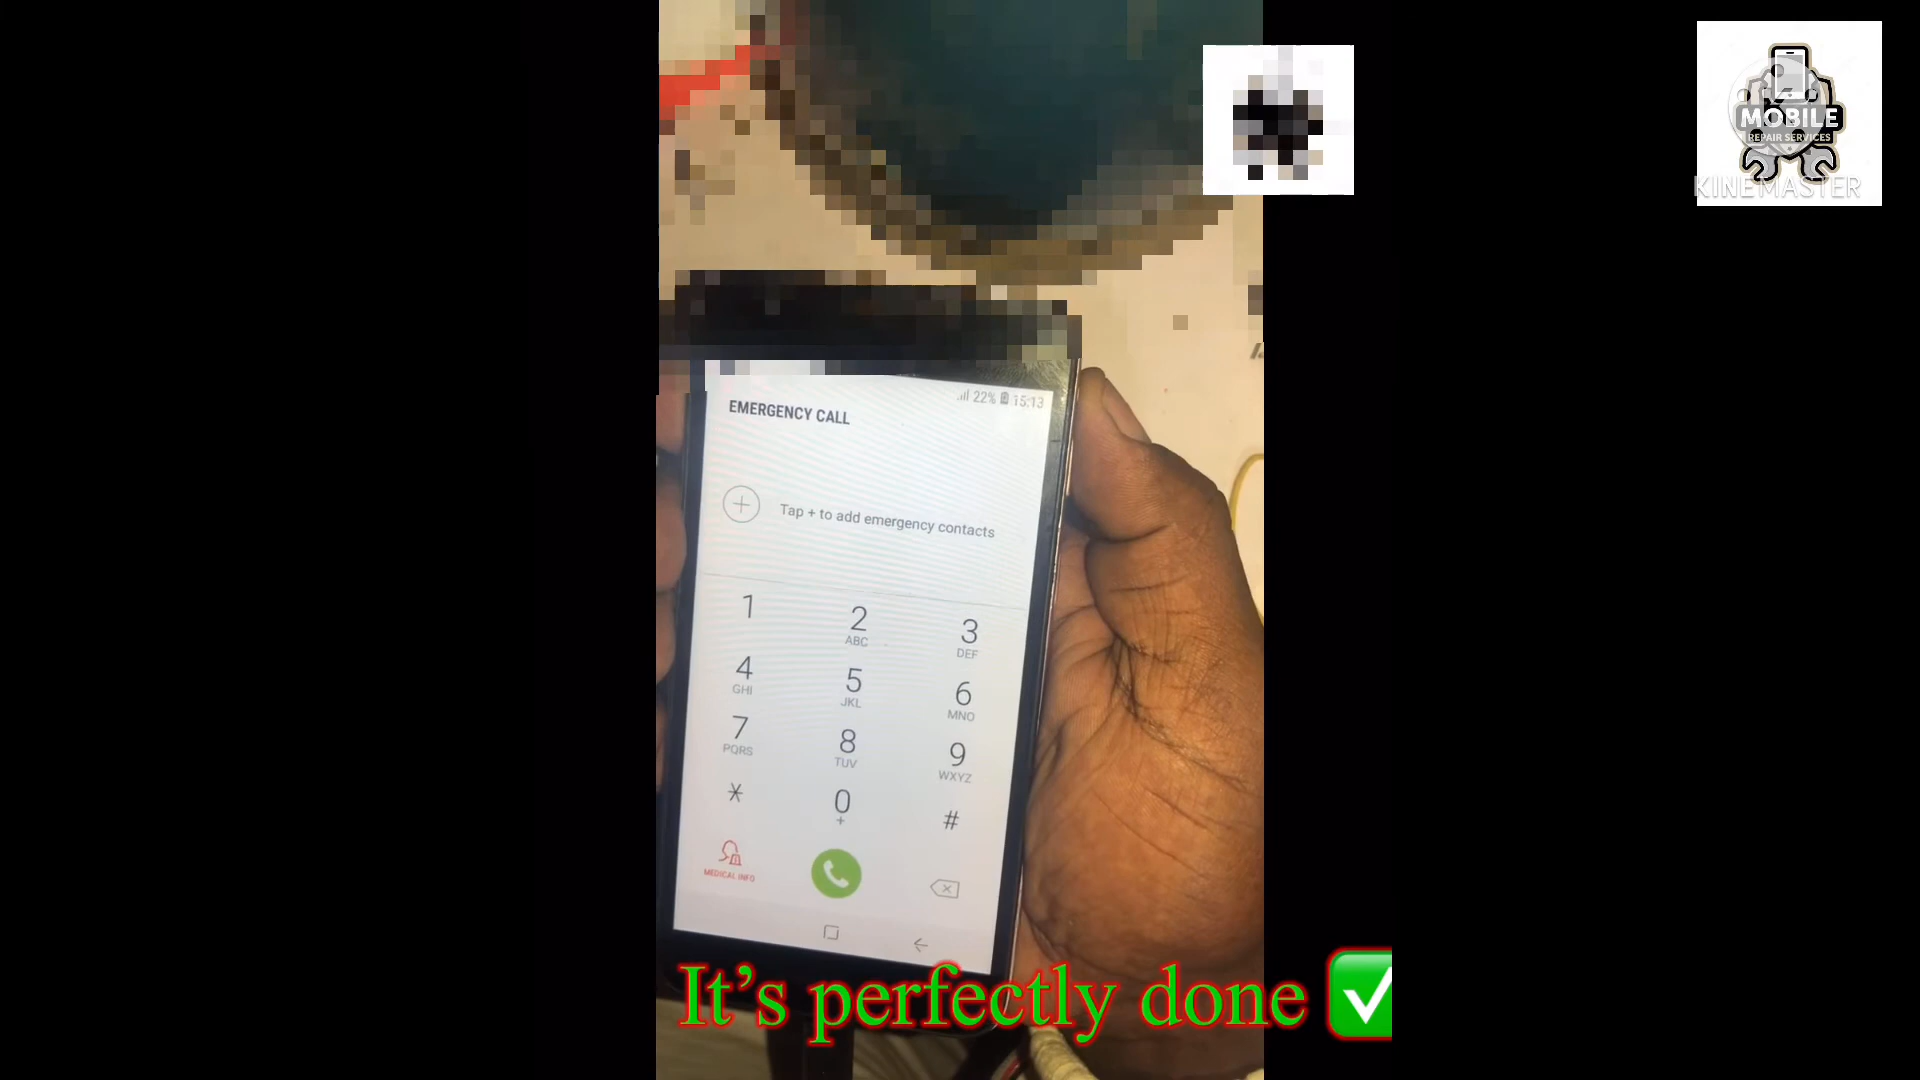 MOBILE
REPAIR SERVICES
KINEMASTER
22% 15:13
EMERGENCY CALL
Tap + to add emergency contacts
1 2 3
ABC DEF
4 5 6
GHI JKL MNO
7 8 9
PQRS TUV WXYZ
* 0 #
+
MEDICAL INFO
It’s perfectly done ✅